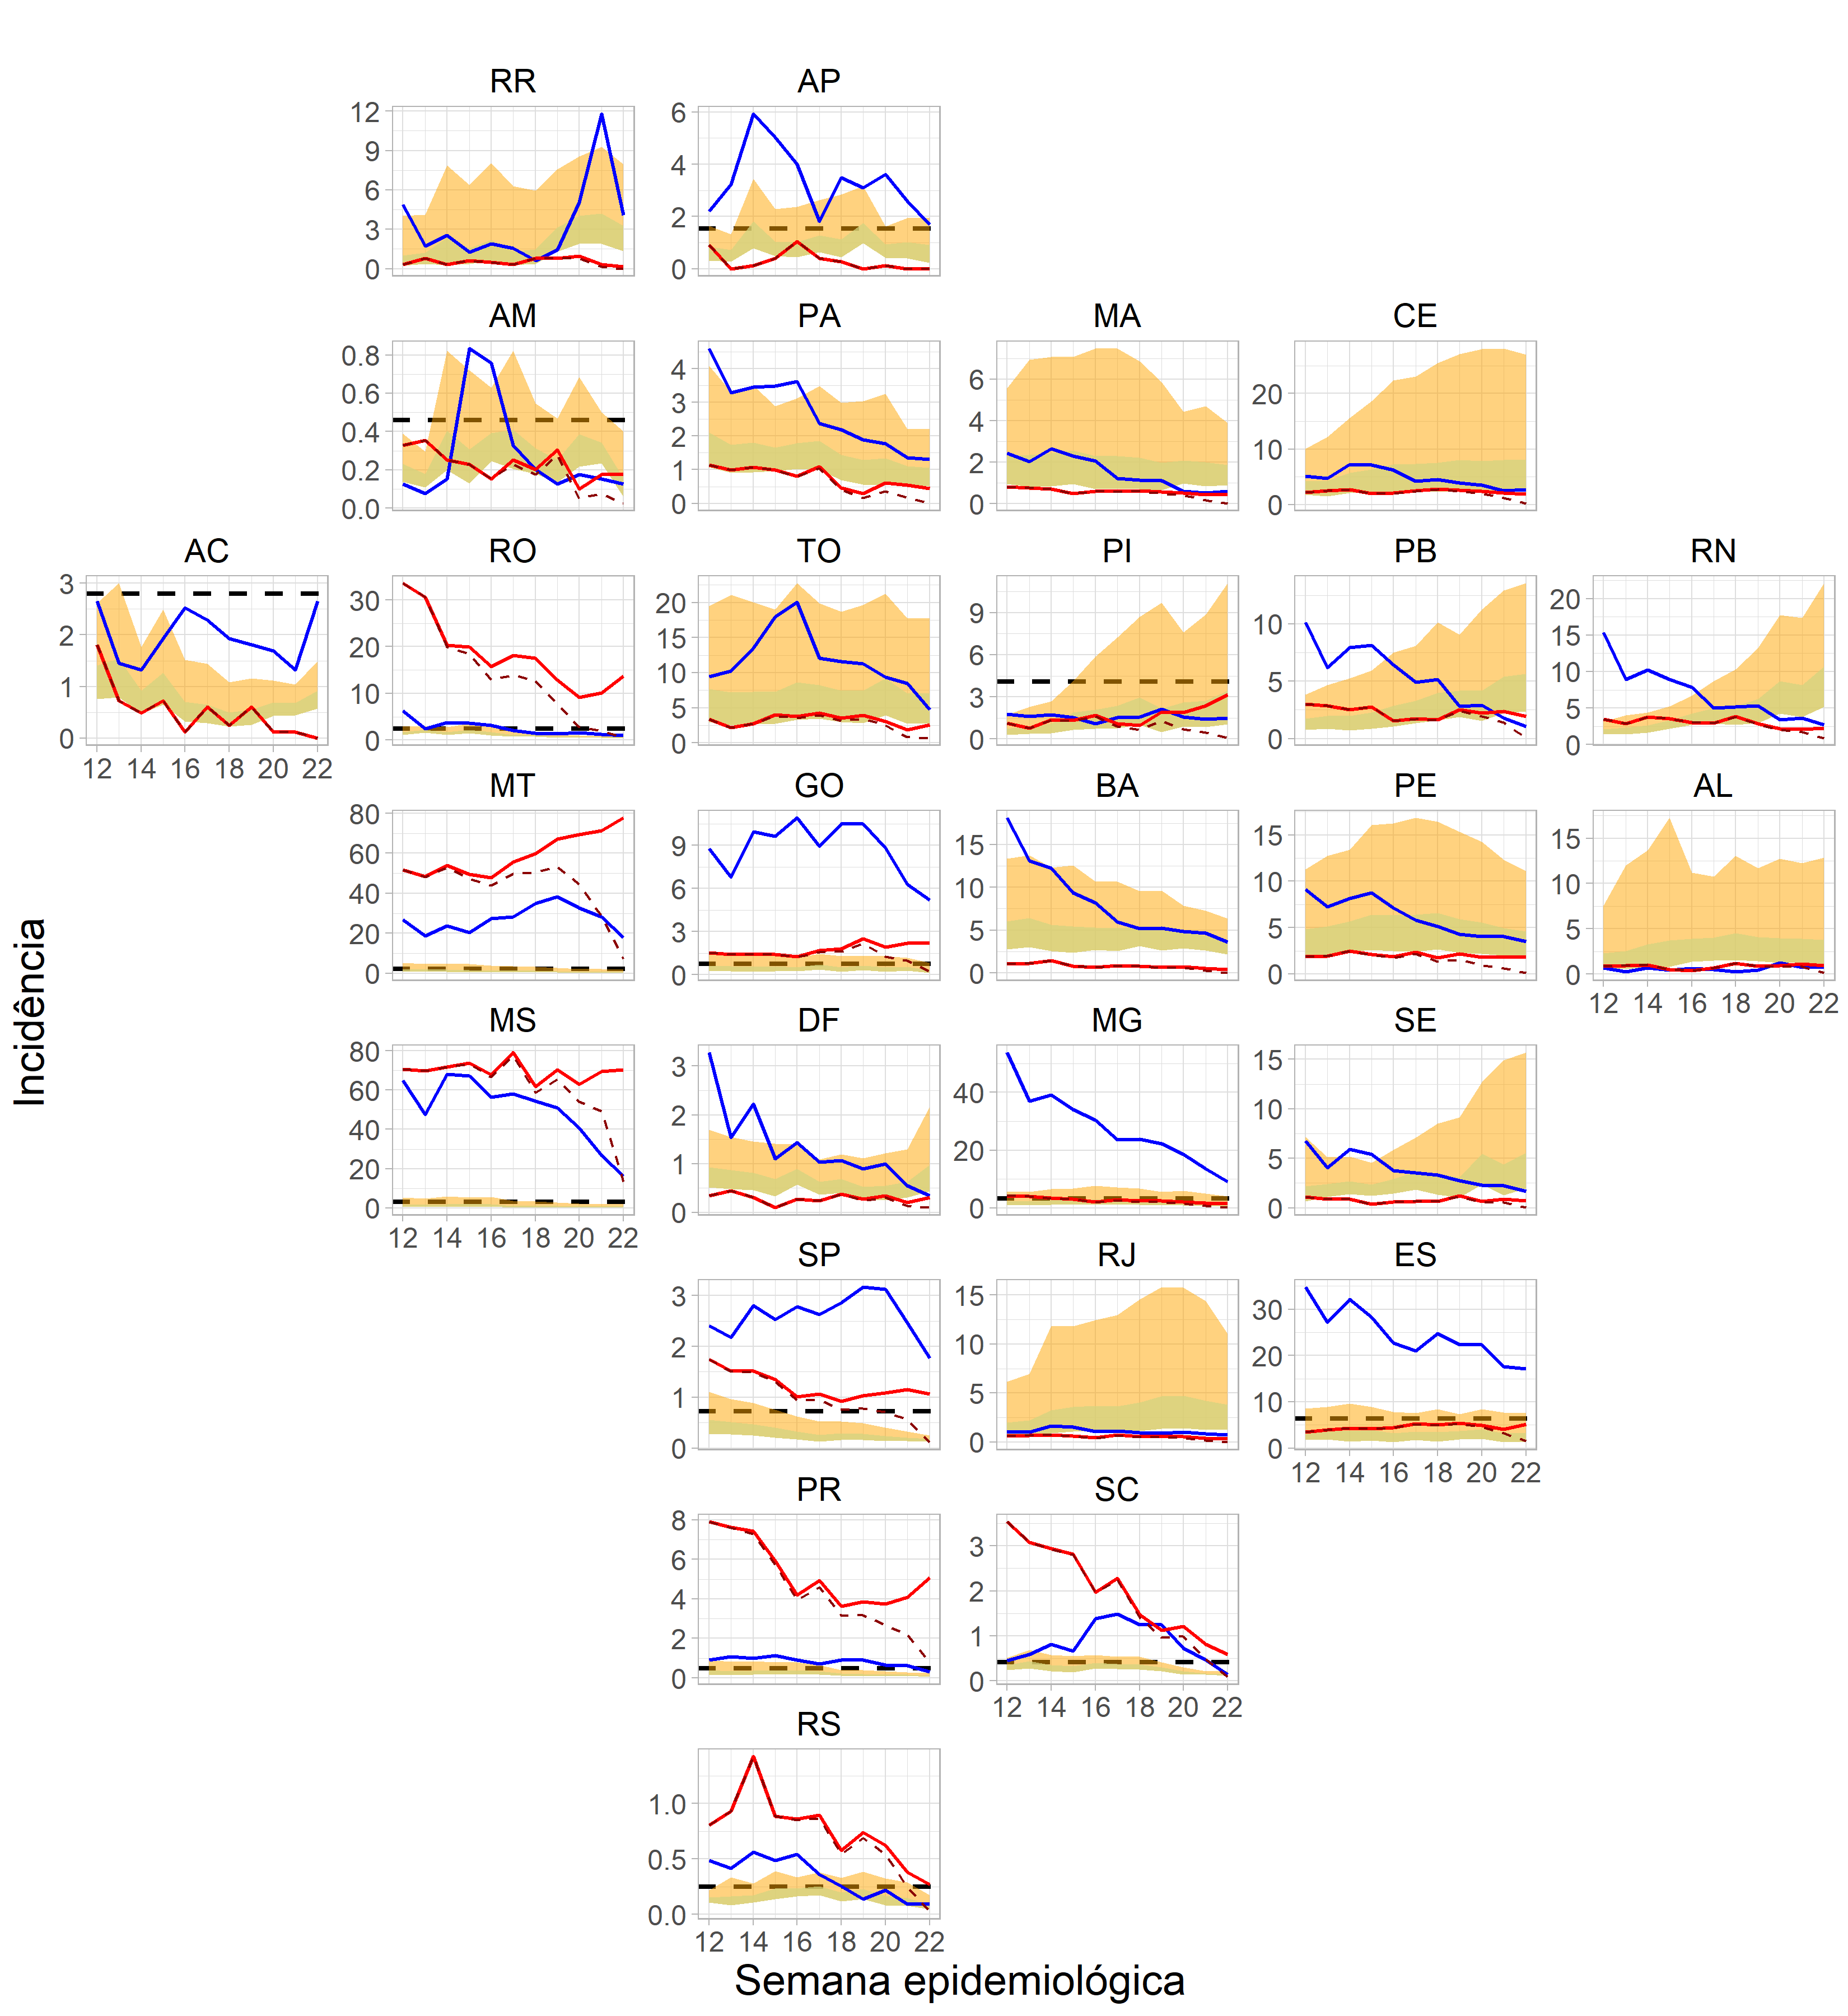 RR AP
12 6
9
6 4
3 2
0 0
AM PA MA CE
0.8 4 6 20
0.6 3
0.4 2 4 10
0.2 1 2
0.0 0 0 0
AC RO TO PI PB RN
3 30 20 9 10 20
2 20 15 6 15
1 10 10 3 5 10
0 0 5 0 0 5
0 0
12 14 16 18 20 22
MT GO BA PE AL
80 9 15 15 15
60 6 10 10 10
40 3 5 5 5
20 0 0 0 0
0
12 14 16 18 20 22
MS DF MG SE
80 3 40 15
60 2 20 10
40 1 0 5
20 0 0
0
12 14 16 18 20 22
SP RJ ES
3 15 30
2 10 20
1 5 10
0 0 0
12 14 16 18 20 22
PR SC
8 3
6 2
4 1
2 0
0
12 14 16 18 20 22
RS
1.0
0.5
0.0
12 14 16 18 20 22
Incidência
Semana epidemiológica